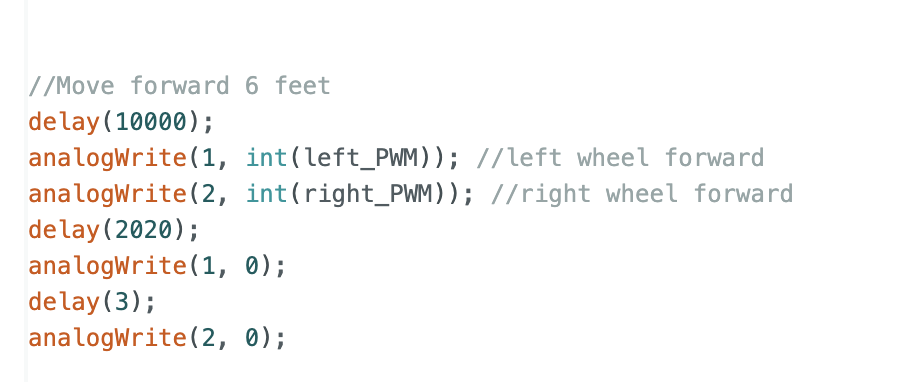 //Move forward 6 feet
delay(10000);
analogWrite(1, int(left_PWM)); //left wheel forward
analogWrite(2, int(right_PWM)); //right wheel forward
delay(2020);
analogWrite(1, 0);
delay(3);
analogWrite(2, 0);